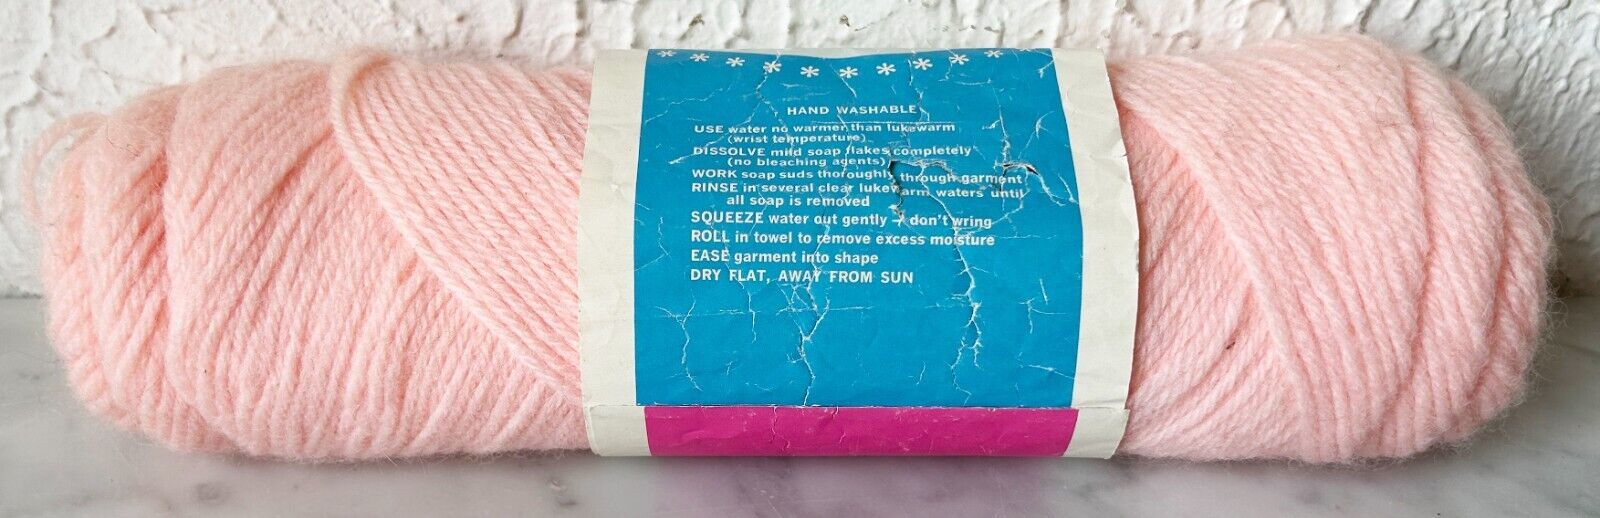 HAND WASHABLE
USE water no warmer than lukewarm
(wrist temperature)
DISSOLVE mild soap flakes completely
(no bleaching agents)
WORK soap suds thoroughly through garment
RINSE in several clear lukewarm waters until
all soap is removed
SQUEEZE water out gently – don't wring
ROLL in towel to remove excess moisture
EASE garment into shape
DRY FLAT, AWAY FROM SUN